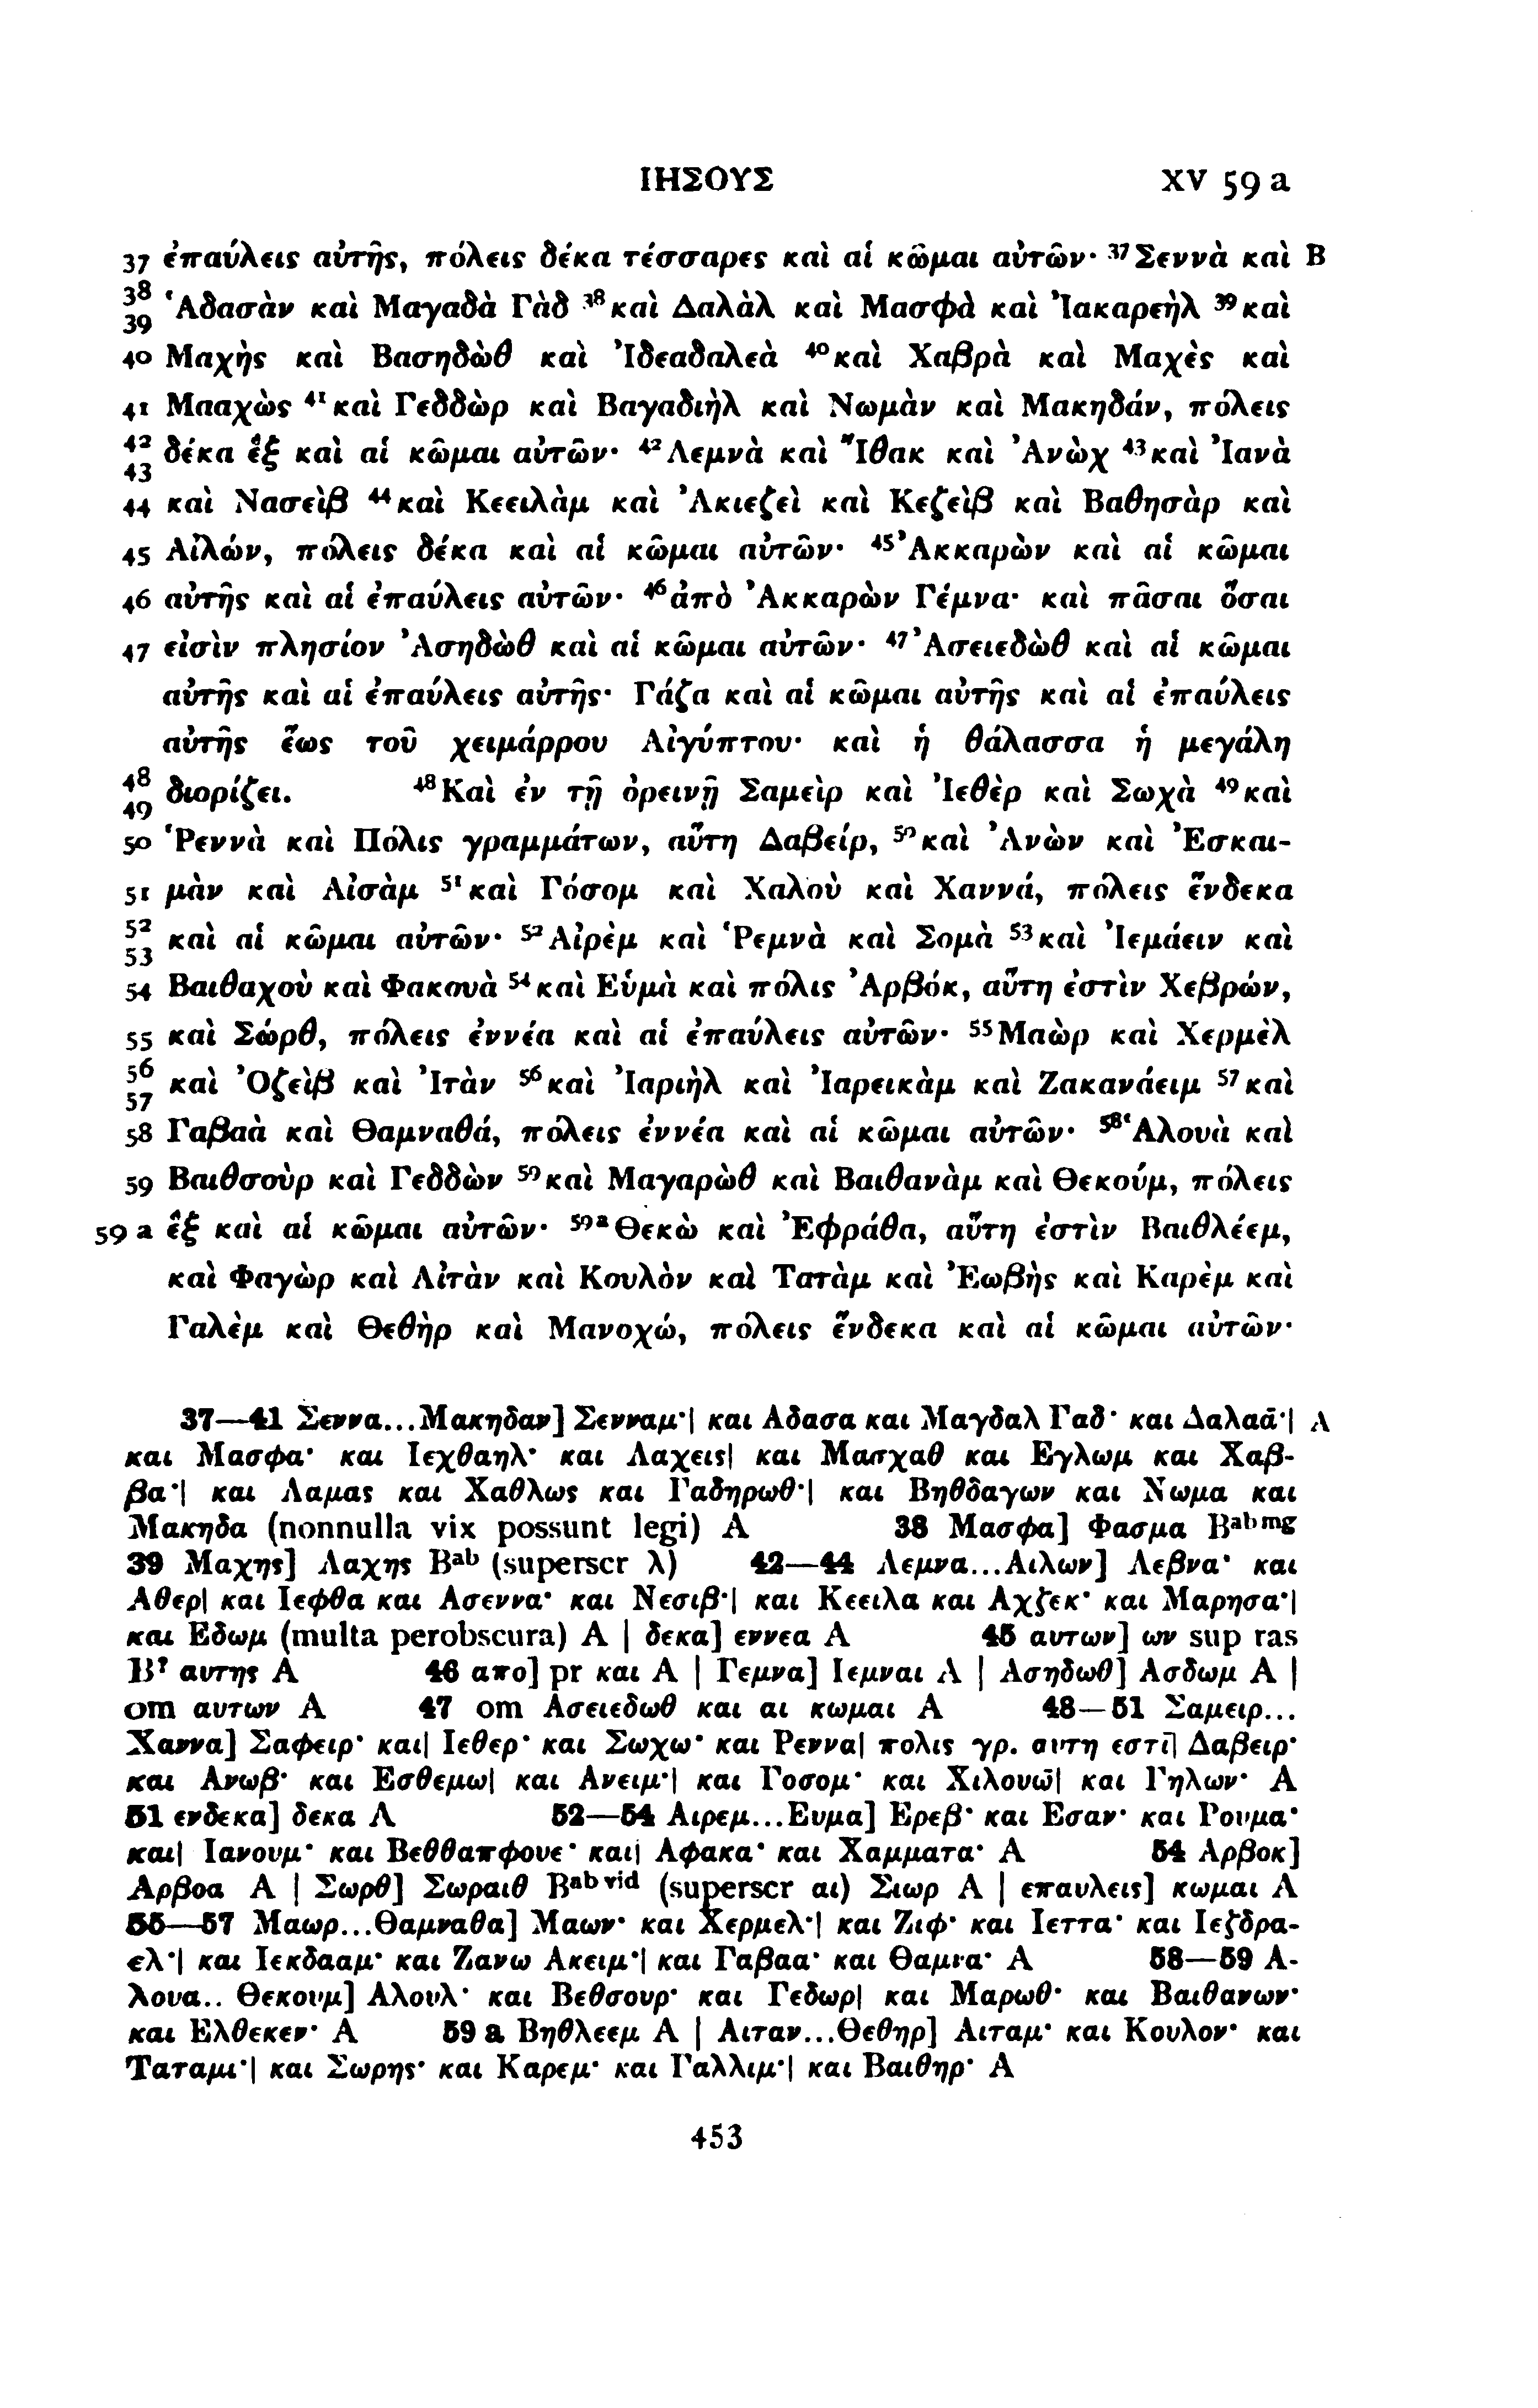 ΙΗΣΟΥΣ XV 59 a
37 ἐπαύλεις αὐτῆς, πόλεις δέκα τέσσαρες καὶ αἱ κῶμαι αὐτῶν· ³⁷Σεννὰ καὶ B
38 39 Ἁδασὰν καὶ Μαγαδὰ Γὰδ ³⁸καὶ Δαλὰλ καὶ Μασφὰ καὶ Ἰακαρεὴλ ³⁹καὶ
40 Μαχὴς καὶ Βασηδὼθ καὶ Ἰδεαδαλεὰ ⁴⁰καὶ Χαβρὰ καὶ Μαχὲς καὶ
41 Μααχὼς ⁴¹καὶ Γεδδὼρ καὶ Βαγαδιὴλ καὶ Νωμὰν καὶ Μακηδάν, πόλεις
42 43 δέκα ἓξ καὶ αἱ κῶμαι αὐτῶν· ⁴²Λεμνὰ καὶ Ἴθακ καὶ Ἀνὼχ ⁴³καὶ Ἰανὰ
44 καὶ Νασεὶβ ⁴⁴καὶ Κεειλὰμ καὶ Ἀκιεζεὶ καὶ Κεζεὶβ καὶ Βαθησὰρ καὶ
45 Αἰλών, πόλεις δέκα καὶ αἱ κῶμαι αὐτῶν· ⁴⁵Ἀκκαρὼν καὶ αἱ κῶμαι
46 αὐτῆς καὶ αἱ ἐπαύλεις αὐτῶν· ⁴⁶ἀπὸ Ἀκκαρὼν Γέμνα· καὶ πᾶσαι ὅσαι
47 εἰσὶν πλησίον Ἀσηδὼθ καὶ αἱ κῶμαι αὐτῶν· ⁴⁷Ἀσειεδὼθ καὶ αἱ κῶμαι
αὐτῆς καὶ αἱ ἐπαύλεις αὐτῆς· Γάζα καὶ αἱ κῶμαι αὐτῆς καὶ αἱ ἐπαύλεις
αὐτῆς ἕως τοῦ χειμάρρου Αἰγύπτου· καὶ ἡ θάλασσα ἡ μεγάλη
48 49 διορίζει. ⁴⁸Καὶ ἐν τῇ ὀρεινῇ Σαμεὶρ καὶ Ἰεθὲρ καὶ Σωχὰ ⁴⁹καὶ
50 Ῥεννὰ καὶ Πόλις γραμμάτων, αὕτη Δαβείρ, ⁵⁰καὶ Ἀνὼν καὶ Ἐσκαι-
51 μὰν καὶ Αἰσὰμ ⁵¹καὶ Γόσομ καὶ Χαλοὺ καὶ Χαννά, πόλεις ἕνδεκα
52 53 καὶ αἱ κῶμαι αὐτῶν· ⁵²Αἰρὲμ καὶ Ῥεμνὰ καὶ Σομὰ ⁵³καὶ Ἰεμάειν καὶ
54 Βαιθαχοὺ καὶ Φακουὰ ⁵⁴καὶ Εὑμὰ καὶ πόλις Ἀρβόκ, αὕτη ἐστὶν Χεβρών,
55 καὶ Σώρθ, πόλεις ἐννέα καὶ αἱ ἐπαύλεις αὐτῶν· ⁵⁵Μαὼρ καὶ Χερμὲλ
56 57 καὶ Ὀζεὶβ καὶ Ἰτὰν ⁵⁶καὶ Ἰαριὴλ καὶ Ἰαρεικὰμ καὶ Ζακανάειμ ⁵⁷καὶ
58 Γαβαὰ καὶ Θαμναθά, πόλεις ἐννέα καὶ αἱ κῶμαι αὐτῶν· ⁵⁸Ἁλουὰ καὶ
59 Βαιθσοὺρ καὶ Γεδδὼν ⁵⁹καὶ Μαγαρὼθ καὶ Βαιθανὰμ καὶ Θεκούμ, πόλεις
59 a ἓξ καὶ αἱ κῶμαι αὐτῶν· ⁵⁹ᵃΘεκὼ καὶ Ἐφράθα, αὕτη ἐστὶν Βαιθλέεμ,
καὶ Φαγὼρ καὶ Αἰτὰν καὶ Κουλὸν καὶ Τατὰμ καὶ Ἐωβὴς καὶ Καρὲμ καὶ
Γαλὲμ καὶ Θεθὴρ καὶ Μανοχώ, πόλεις ἕνδεκα καὶ αἱ κῶμαι αὐτῶν·
37—41 Σεννα...Μακηδαν] Σενναμ·| και Αδασα και Μαγδαλ Γαδ· και Δαλαα̅·| A
και Μασφα· και Ιεχθαηλ· και Λαχεις| και Μασχαθ και Εγλωμ και Χαβ-
βα·| και Λαμας και Χαθλως και Γαδηρωθ·| και Βηθδαγων και Νωμα και
Μακηδα (nonnulla vix possunt legi) A 38 Μασφα] Φασμα Bᵃᵇ ᵐᵍ
39 Μαχης] Λαχης Bᵃᵇ (superscr λ) 42—44 Λεμνα...Αιλων] Λεβνα· και
Αθερ| και Ιεφθα και Ασεννα· και Νεσιβ·| και Κεειλα και Αχζεκ· και Μαρησα·|
και Εδωμ (multa perobscura) A | δεκα] εννεα A 45 αυτων] ων sup ras
B? αυτης A 46 απο] pr και A | Γεμνα] Ιεμναι A | Ασηδωθ] Ασδωμ A |
om αυτων A 47 om Ασειεδωθ και αι κωμαι A 48—51 Σαμειρ...
Χαννα] Σαφειρ· και| Ιεθερ· και Σωχω· και Ρεννα| πολις γρ. αυτη εστι̅| Δαβειρ·
και Ανωβ· και Εσθεμω| και Ανειμ·| και Γοσομ· και Χιλουω̅| και Γηλων· A
51 ενδεκα] δεκα A 52—54 Αιρεμ...Ευμα] Ερεβ· και Εσαν· και Ρουμα·
και| Ιανουμ· και Βεθθαπφουε· και| Αφακα· και Χαμματα· A 54 Αρβοκ]
Αρβοα A | Σωρθ] Σωραιθ Bᵃᵇ ᵛⁱᵈ (superscr αι) Σιωρ A | επαυλεις] κωμαι A
55—57 Μαωρ...Θαμναθα] Μαων· και Χερμελ·| και Ζιφ· και Ιεττα· και Ιεζδρα-
ελ·| και Ιεκδααμ· και Ζανω Ακειμ·| και Γαβαα· και Θαμνα· A 58—59 Α-
λουα.. Θεκουμ] Αλουλ· και Βεθσουρ· και Γεδωρ| και Μαρωθ· και Βαιθανων·
και Ελθεκεν· A 59 a Βηθλεεμ A | Αιταν...Θεθηρ] Αιταμ· και Κουλον· και
Ταταμι·| και Σωρης· και Καρεμ· και Γαλλιμ·| και Βαιθηρ· A
453